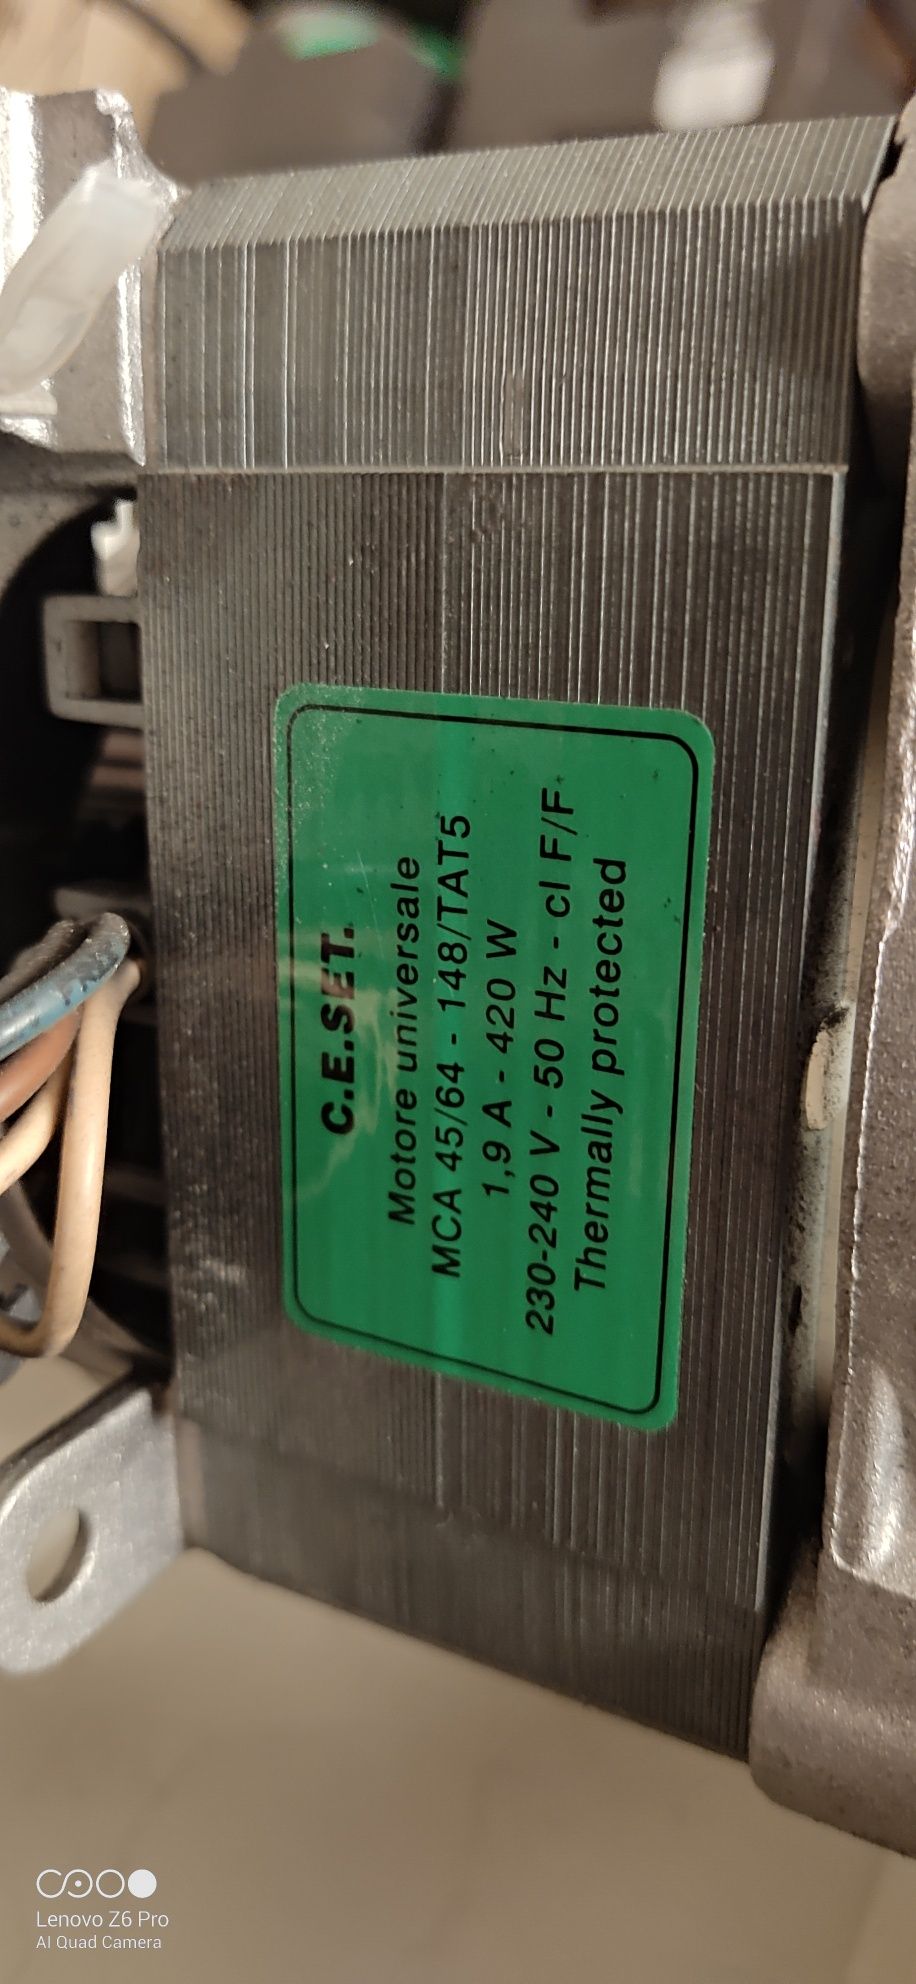 C.E.SET.
Motore universale
MCA 45/64 - 148/TAT5
1,9 A - 420 W
230-240 V - 50 Hz - cl F/F
Thermally protected
Lenovo Z6 Pro
AI Quad Camera